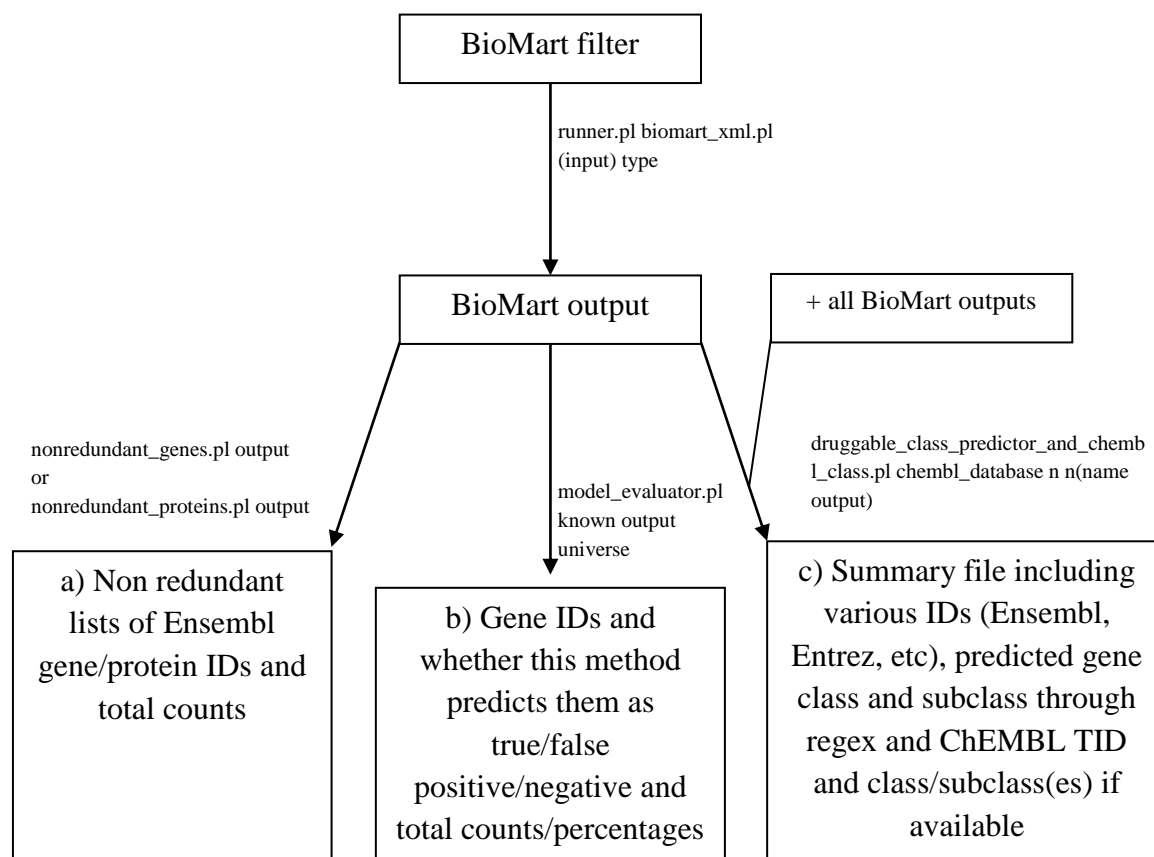 BioMart filter
runner.pl biomart_xml.pl
(input) type
BioMart output
+ all BioMart outputs
nonredundant_genes.pl output
or
nonredundant_proteins.pl output
model_evaluator.pl
known output
universe
druggable_class_predictor_and_chemb
l_class.pl chembl_database n n(name
output)
a) Non redundant
lists of Ensembl
gene/protein IDs and
total counts
b) Gene IDs and
whether this method
predicts them as
true/false
positive/negative and
total counts/percentages
c) Summary file including
various IDs (Ensembl,
Entrez, etc), predicted gene
class and subclass through
regex and ChEMBL TID
and class/subclass(es) if
available